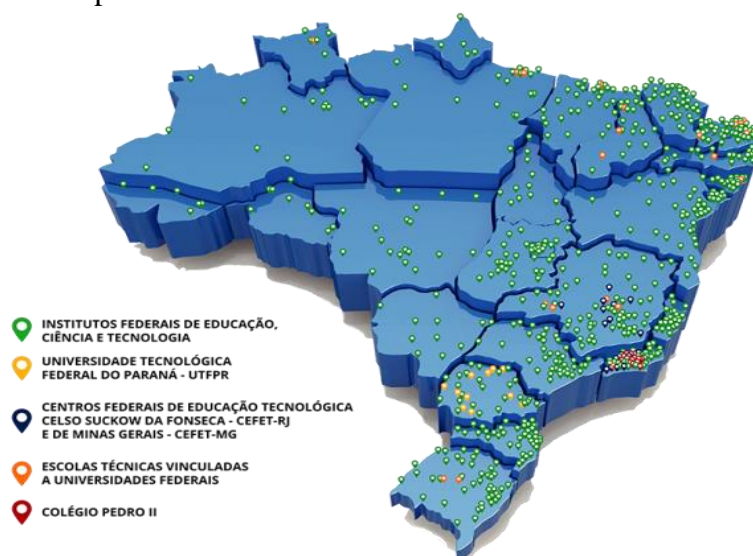 INSTITUTOS FEDERAIS DE EDUCAÇÃO,
CIÊNCIA E TECNOLOGIA
UNIVERSIDADE TECNOLÓGICA
FEDERAL DO PARANÁ - UTFPR
CENTROS FEDERAIS DE EDUCAÇÃO TECNOLÓGICA
CELSO SUCKOW DA FONSECA - CEFET-RJ
E DE MINAS GERAIS - CEFET-MG
ESCOLAS TÉCNICAS VINCULADAS
A UNIVERSIDADES FEDERAIS
COLÉGIO PEDRO II